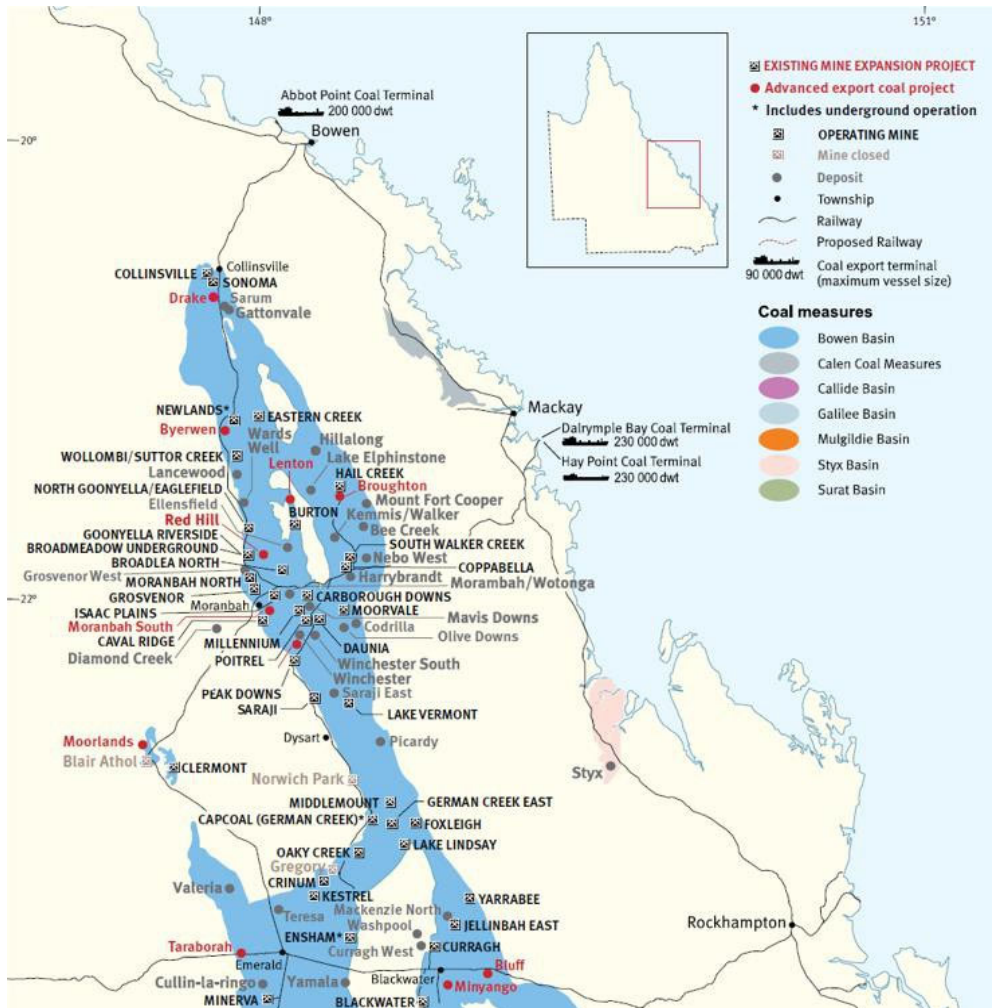 148°
151°
Abbot Point Coal Terminal
200 000 dwt
Bowen
20°
EXISTING MINE EXPANSION PROJECT
Advanced export coal project
* Includes underground operation
OPERATING MINE
Mine closed
Deposit
Township
Railway
Proposed Railway
Coal export terminal
90 000 dwt (maximum vessel size)
Coal measures
Bowen Basin
Calen Coal Measures
Callide Basin
Galilee Basin
Mulgildie Basin
Styx Basin
Surat Basin
COLLINSVILLE
Collinsville
SONOMA
Drake
Sarum
Gattonvale
Mackay
Dalrymple Bay Coal Terminal
230 000 dwt
Hay Point Coal Terminal
230 000 dwt
NEWLANDS*
EASTERN CREEK
Byerwen
Wards
Well
Hillalong
WOLLOMBI/SUTTOR CREEK
Lake Elphinstone
Lancewood
Lenton
HAIL CREEK
NORTH GOONYELLA/EAGLEFIELD
Broughton
Ellensfield
Mount Fort Cooper
BURTON
Kemmis/Walker
Red Hill
Bee Creek
GOONYELLA RIVERSIDE
SOUTH WALKER CREEK
BROADMEADOW UNDERGROUND
Nebo West
BROADLEA NORTH
COPPABELLA
Grosvenor West
Harrybrandt
MORANBAH NORTH
Morambah/Wotonga
22°
GROSVENOR
CARBOROUGH DOWNS
Moranbah
ISAAC PLAINS
MOORVALE
Mavis Downs
Moranbah South
Codrilla
CAVAL RIDGE
MILLENNIUM
Olive Downs
Diamond Creek
DAUNIA
POITREL
Winchester South
Winchester
PEAK DOWNS
Saraji East
SARAJI
LAKE VERMONT
Dysart
Picardy
Moorlands
Blair Athol
CLERMONT
Styx
Norwich Park
MIDDLEMOUNT
GERMAN CREEK EAST
CAPCOAL (GERMAN CREEK)*
FOXLEIGH
LAKE LINDSAY
OAKY CREEK
Gregory
CRINUM
Valeria
KESTREL
YARRABEE
Teresa
Mackenzie North
JELLINBAH EAST
Washpool
Rockhampton
ENSHAM*
CURRAGH
Curragh West
Taraborah
Emerald
Blackwater
Bluff
Cullin-la-ringo
Yamala
Minyango
MINERVA
BLACKWATER